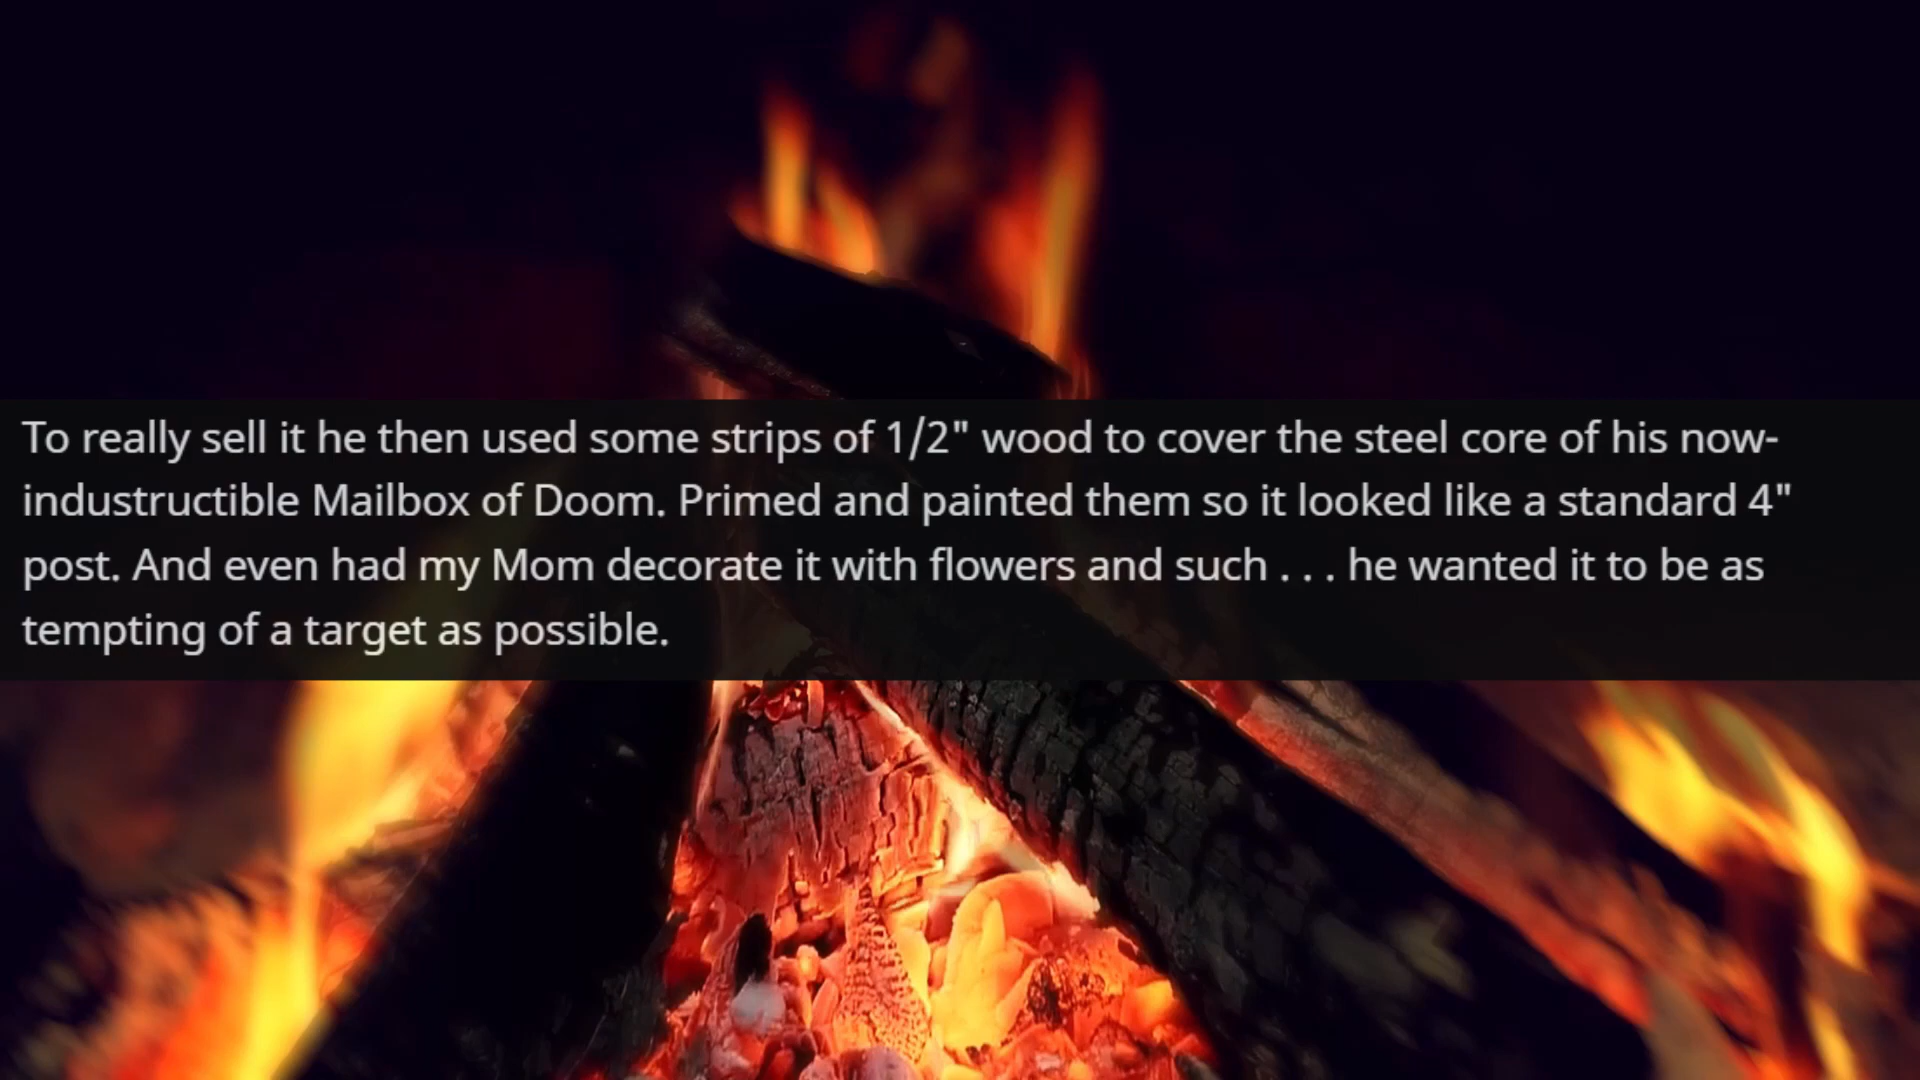 To really sell it he then used some strips of 1/2" wood to cover the steel core of his now-
industructible Mailbox of Doom. Primed and painted them so it looked like a standard 4"
post. And even had my Mom decorate it with flowers and such . . . he wanted it to be as
tempting of a target as possible.